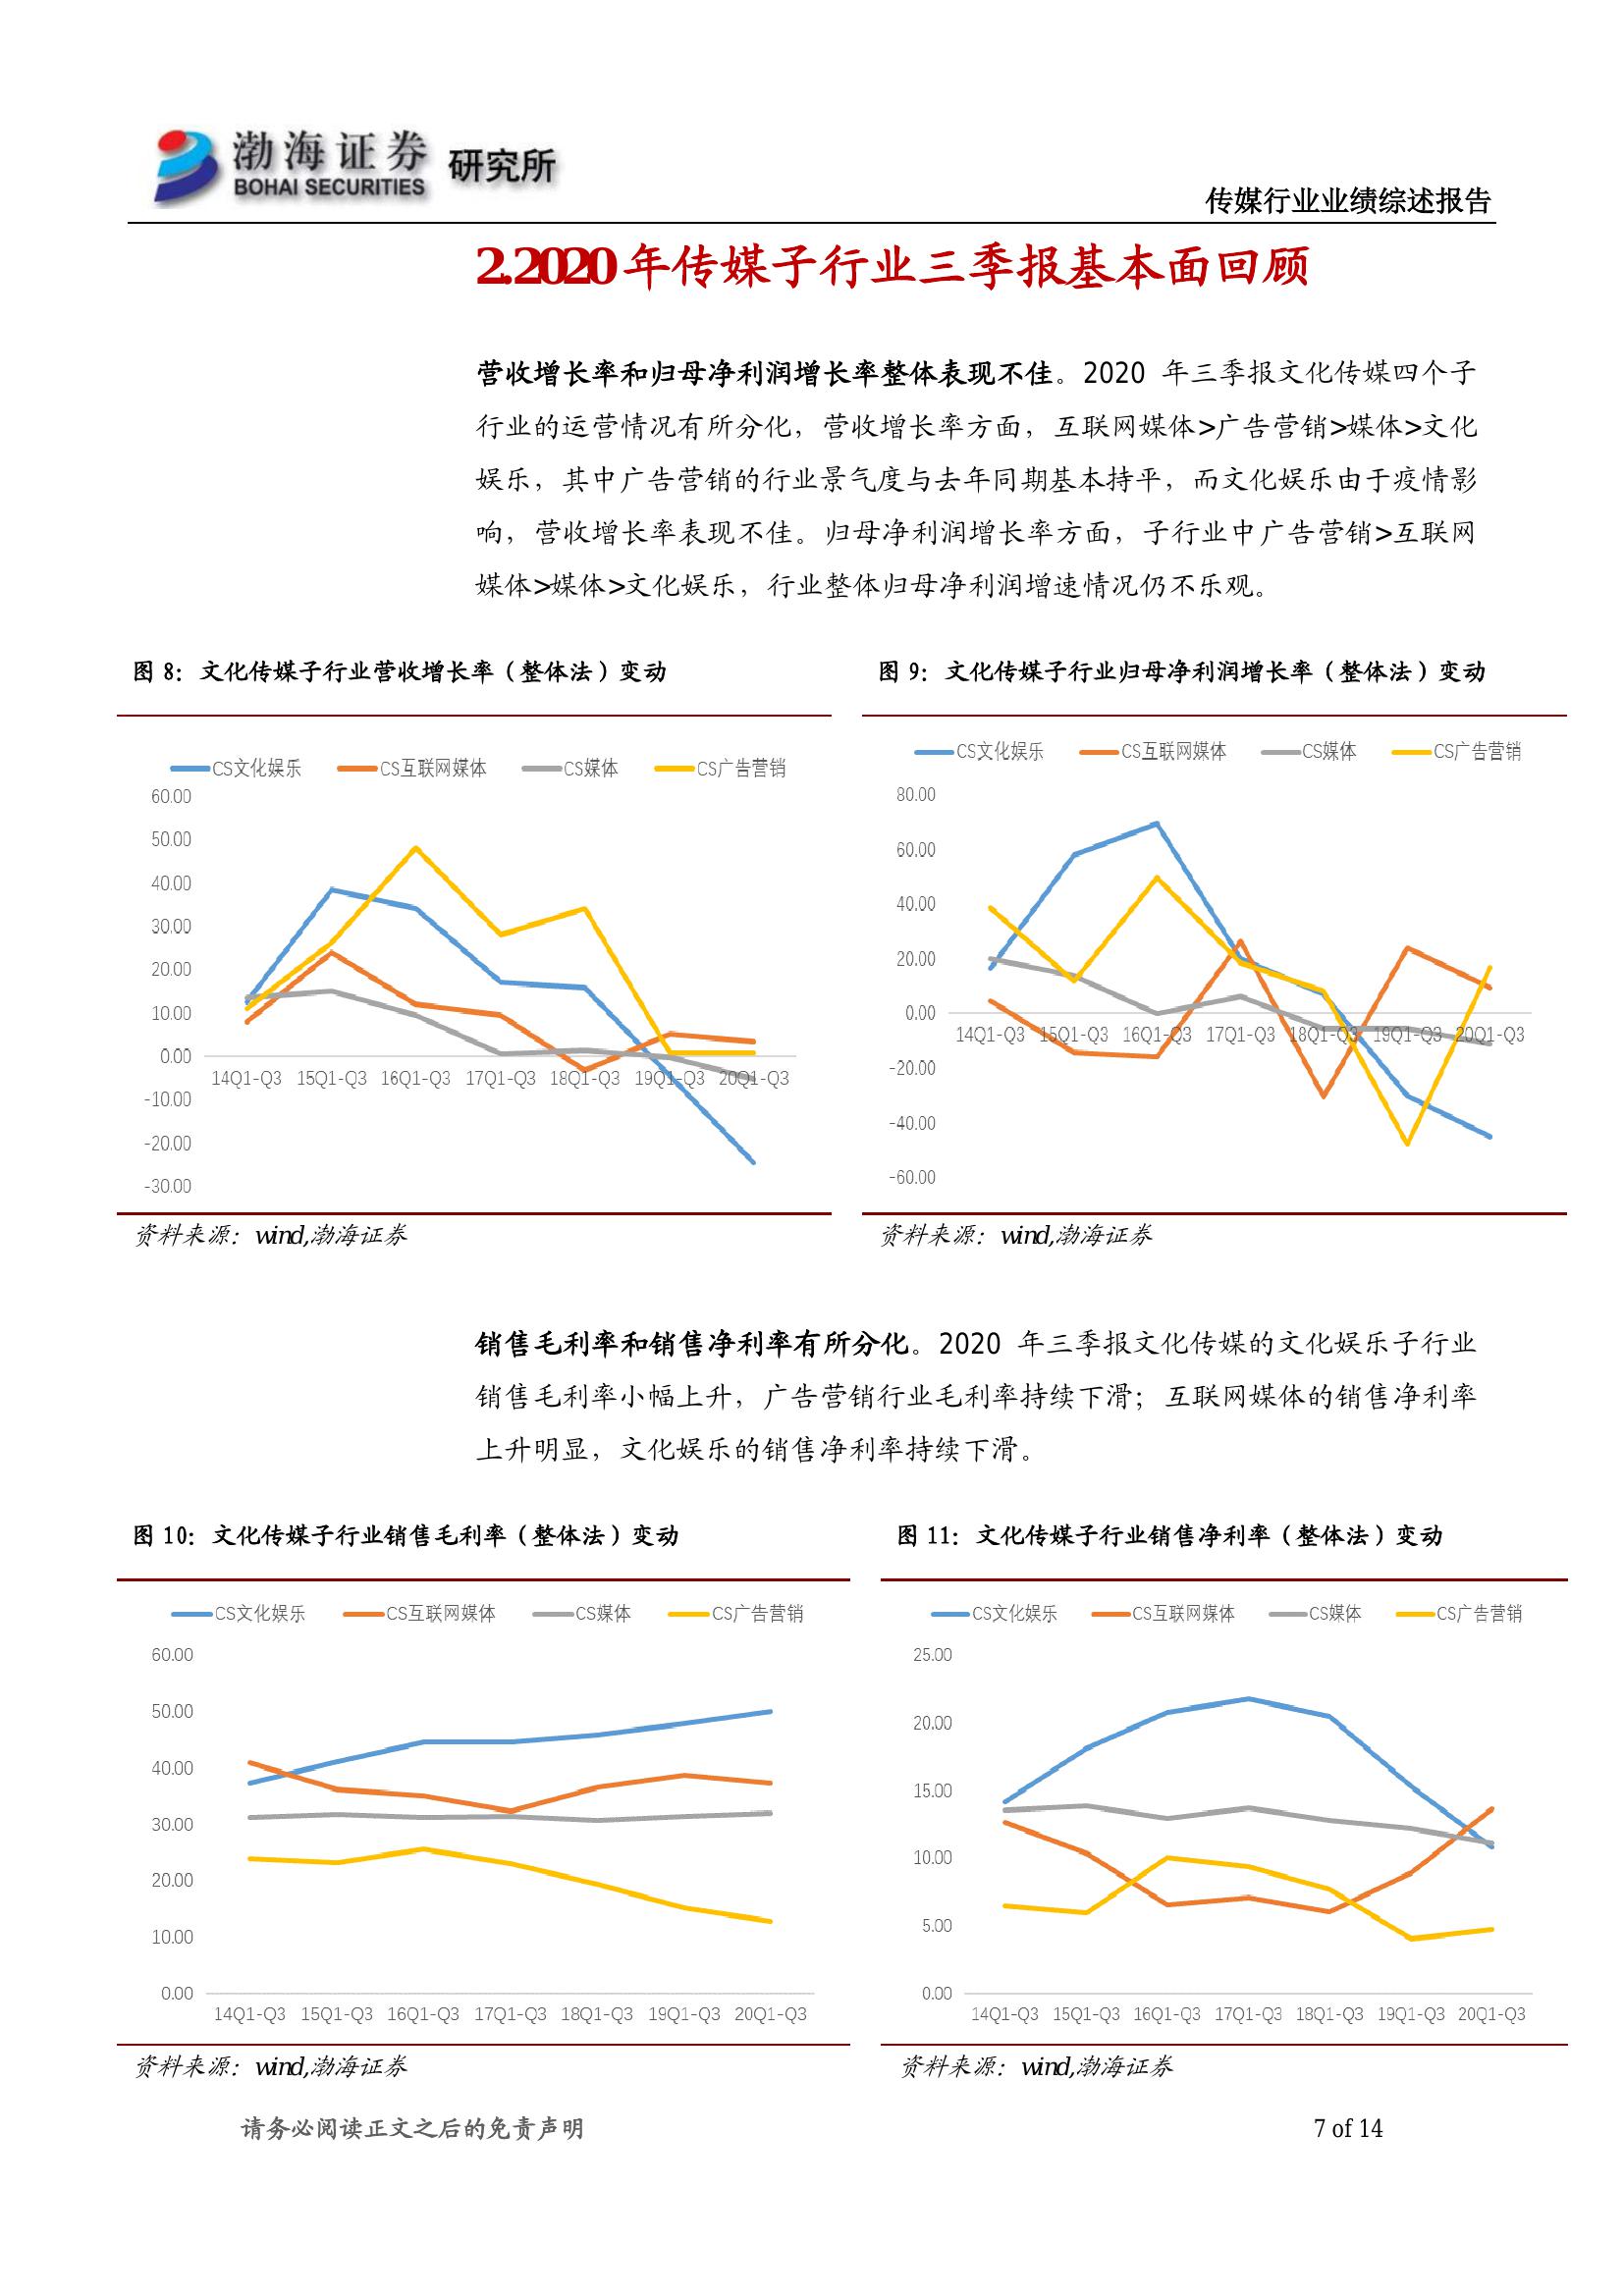 渤海证券 研究所
BOHAI SECURITIES
传媒行业业绩综述报告
2.2020 年传媒子行业三季报基本面回顾
营收增长率和归母净利润增长率整体表现不佳。2020 年三季报文化传媒四个子
行业的运营情况有所分化，营收增长率方面，互联网媒体>广告营销>媒体>文化
娱乐，其中广告营销的行业景气度与去年同期基本持平，而文化娱乐由于疫情影
响，营收增长率表现不佳。归母净利润增长率方面，子行业中广告营销>互联网
媒体>媒体>文化娱乐，行业整体归母净利润增速情况仍不乐观。
图 8：文化传媒子行业营收增长率（整体法）变动
CS文化娱乐 CS互联网媒体 CS媒体 CS广告营销
60.00
50.00
40.00
30.00
20.00
10.00
0.00
-10.00
-20.00
-30.00
14Q1-Q3 15Q1-Q3 16Q1-Q3 17Q1-Q3 18Q1-Q3 19Q1-Q3 20Q1-Q3
资料来源：wind,渤海证券
图 9：文化传媒子行业归母净利润增长率（整体法）变动
CS文化娱乐 CS互联网媒体 CS媒体 CS广告营销
80.00
60.00
40.00
20.00
0.00
-20.00
-40.00
-60.00
14Q1-Q3 15Q1-Q3 16Q1-Q3 17Q1-Q3 18Q1-Q3 19Q1-Q3 20Q1-Q3
资料来源：wind,渤海证券
销售毛利率和销售净利率有所分化。2020 年三季报文化传媒的文化娱乐子行业
销售毛利率小幅上升，广告营销行业毛利率持续下滑；互联网媒体的销售净利率
上升明显，文化娱乐的销售净利率持续下滑。
图 10：文化传媒子行业销售毛利率（整体法）变动
CS文化娱乐 CS互联网媒体 CS媒体 CS广告营销
60.00
50.00
40.00
30.00
20.00
10.00
0.00
14Q1-Q3 15Q1-Q3 16Q1-Q3 17Q1-Q3 18Q1-Q3 19Q1-Q3 20Q1-Q3
资料来源：wind,渤海证券
图 11：文化传媒子行业销售净利率（整体法）变动
CS文化娱乐 CS互联网媒体 CS媒体 CS广告营销
25.00
20.00
15.00
10.00
5.00
0.00
14Q1-Q3 15Q1-Q3 16Q1-Q3 17Q1-Q3 18Q1-Q3 19Q1-Q3 20Q1-Q3
资料来源：wind,渤海证券
请务必阅读正文之后的免责声明
7 of 14